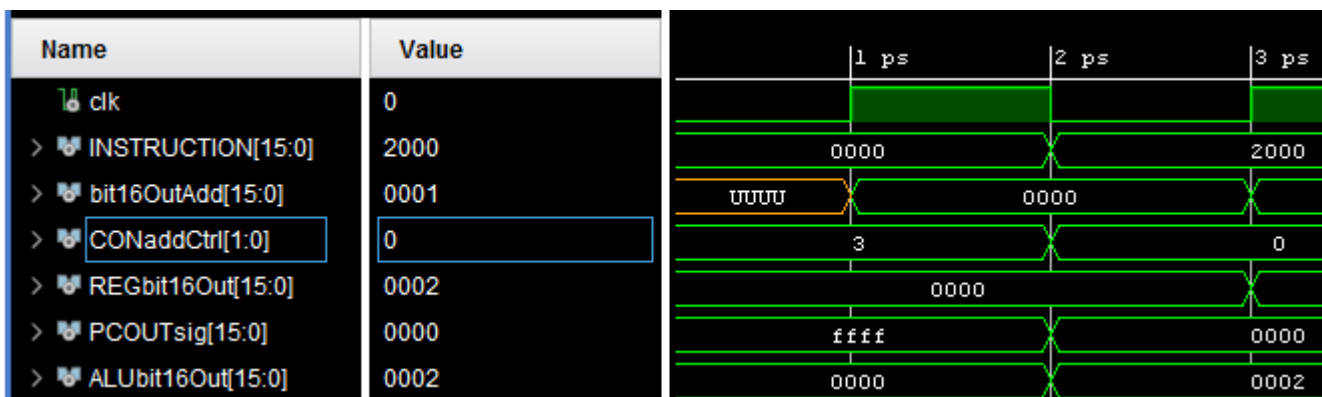 Name Value 1 ps 2 ps 3 ps
clk 0
INSTRUCTION[15:0] 2000 0000 2000
bit16OutAdd[15:0] 0001 UUUU 0000
CONaddCtrl[1:0] 0 3 0
REGbit16Out[15:0] 0002 0000
PCOUTsig[15:0] 0000 ffff 0000
ALUbit16Out[15:0] 0002 0000 0002